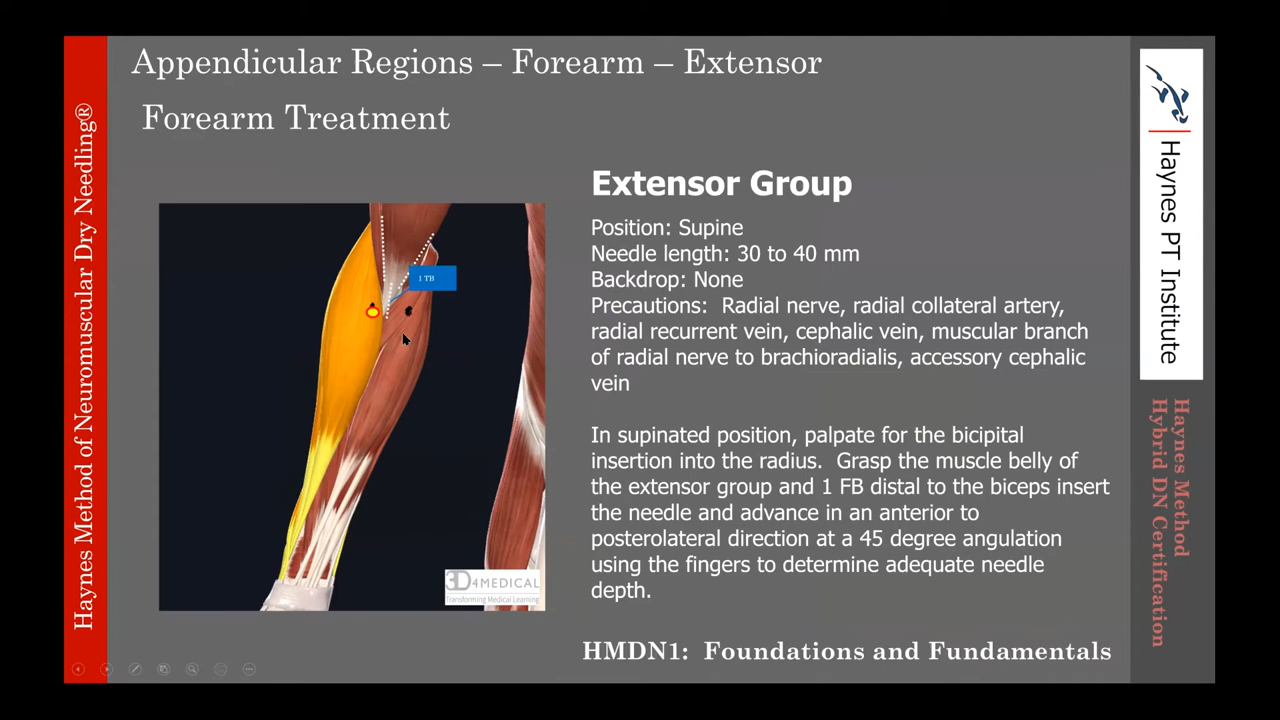 Appendicular Regions – Forearm – Extensor
Forearm Treatment
Haynes Method of Neuromuscular Dry Needling®
1 TB
3D4MEDICAL
Transforming Medical Learning
Extensor Group
Position: Supine
Needle length: 30 to 40 mm
Backdrop: None
Precautions: Radial nerve, radial collateral artery,
radial recurrent vein, cephalic vein, muscular branch
of radial nerve to brachioradialis, accessory cephalic
vein
In supinated position, palpate for the bicipital
insertion into the radius. Grasp the muscle belly of
the extensor group and 1 FB distal to the biceps insert
the needle and advance in an anterior to
posterolateral direction at a 45 degree angulation
using the fingers to determine adequate needle
depth.
HMDN1: Foundations and Fundamentals
Haynes PT Institute
Haynes Method
Hybrid DN Certification